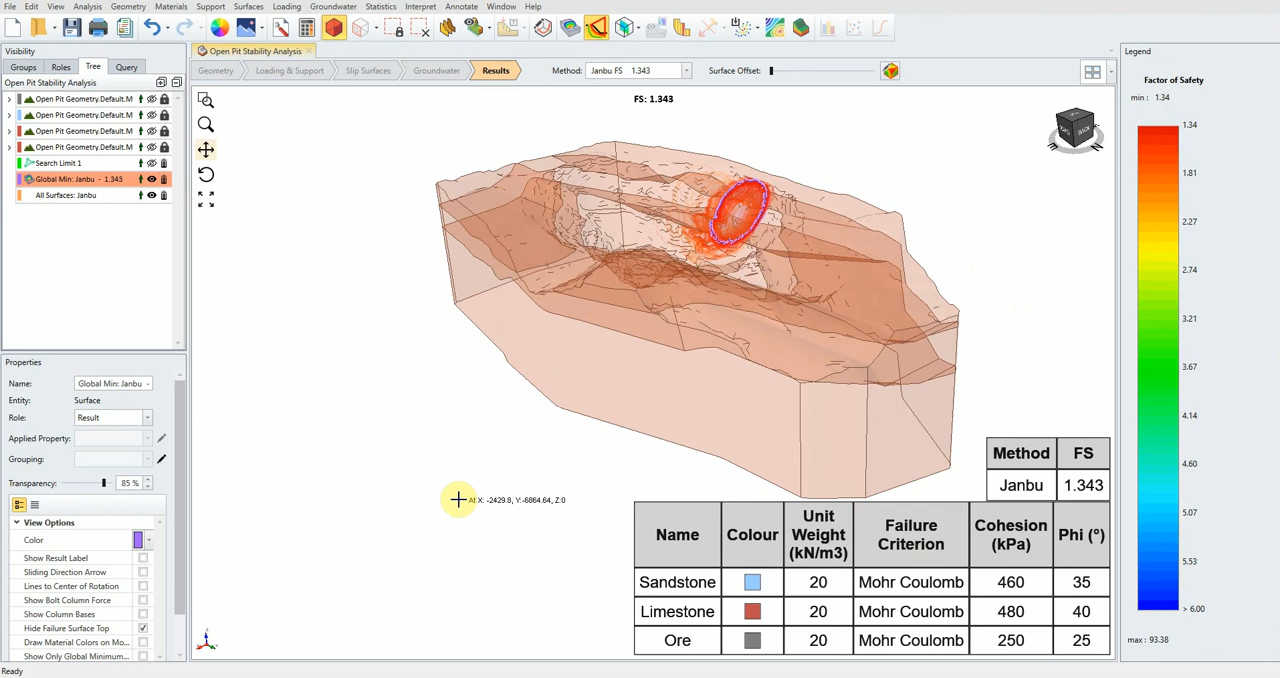 File Edit View Analysis Geometry Materials Support Surfaces Loading Groundwater Statistics Interpret Annotate Window Help
Visibility
Groups Roles Tree Query
Open Pit Stability Analysis
Open Pit Geometry.Default.M
Open Pit Geometry.Default.M
Open Pit Geometry.Default.M
Open Pit Geometry.Default.M
Search Limit 1
Global Min: Janbu - 1.343
All Surfaces: Janbu
Properties
Name: Global Min: Janbu
Entity: Surface
Role: Result
Applied Property:
Grouping:
Transparency: 85 %
View Options
Color
Show Result Label
Sliding Direction Arrow
Lines to Center of Rotation
Show Bolt Column Force
Show Column Bases
Hide Failure Surface Top
Draw Material Colors on Mo...
Show Only Global Minimum...
Ready
Open Pit Stability Analysis
Geometry Loading & Support Slip Surfaces Groundwater Results
Method: Janbu FS 1.343 Surface Offset:
FS: 1.343
BACK
At X: -2429.8, Y:-6864.64, Z:0
Method FS
Janbu 1.343
Name Colour Unit Weight (kN/m3) Failure Criterion Cohesion (kPa) Phi (°)
Sandstone 20 Mohr Coulomb 460 35
Limestone 20 Mohr Coulomb 480 40
Ore 20 Mohr Coulomb 250 25
Legend
Factor of Safety
min : 1.34
1.34
1.81
2.27
2.74
3.21
3.67
4.14
4.60
5.07
5.53
> 6.00
max : 93.38